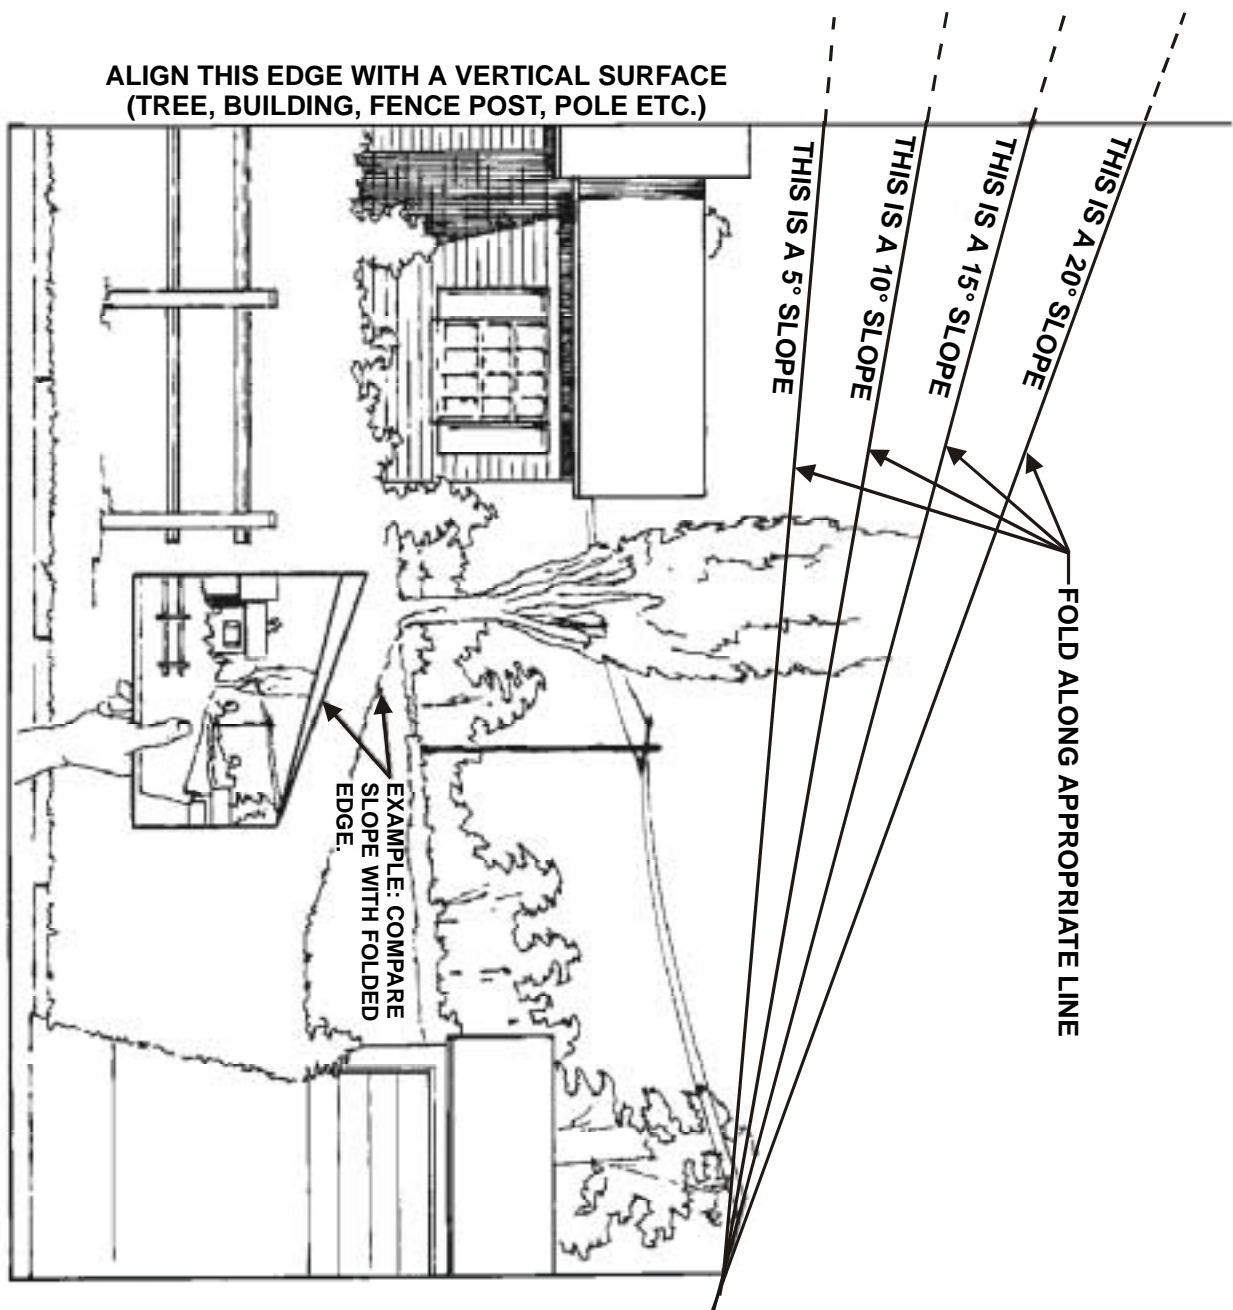 ALIGN THIS EDGE WITH A VERTICAL SURFACE
(TREE, BUILDING, FENCE POST, POLE ETC.)
THIS IS A 20° SLOPE
THIS IS A 15° SLOPE
THIS IS A 10° SLOPE
THIS IS A 5° SLOPE
FOLD ALONG APPROPRIATE LINE
EXAMPLE: COMPARE
SLOPE WITH FOLDED
EDGE.